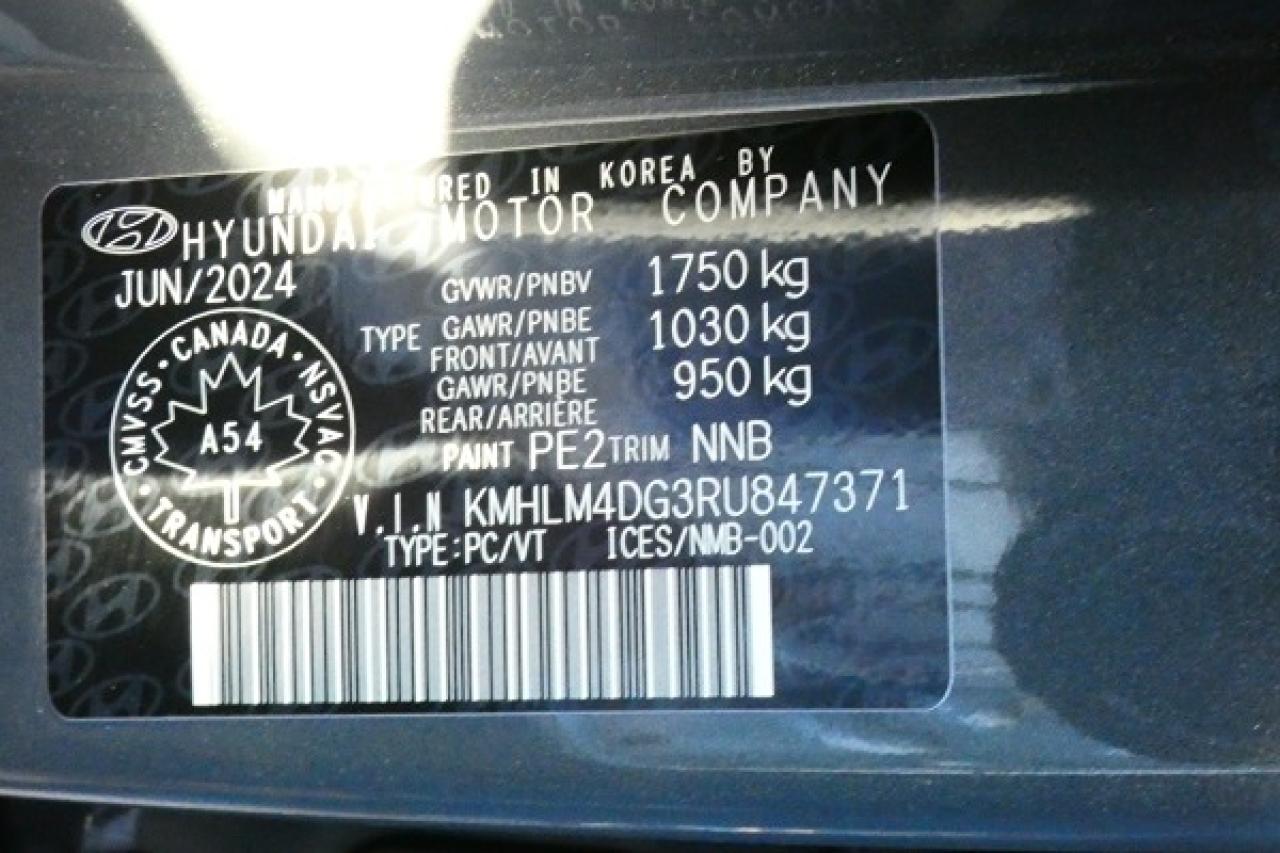 MANUFACTURED IN KOREA BY
HYUNDAI MOTOR COMPANY
JUN/2024
GVWR/PNBV 1750 kg
TYPE GAWR/PNBE FRONT/AVANT 1030 kg
GAWR/PNBE REAR/ARRIÈRE 950 kg
PAINT PE2 TRIM NNB
V.I.N KMHLM4DG3RU847371
TYPE:PC/VT ICES/NMB-002
CANADA · NSVAC · TRANSPORT · CMVSS ·
A54